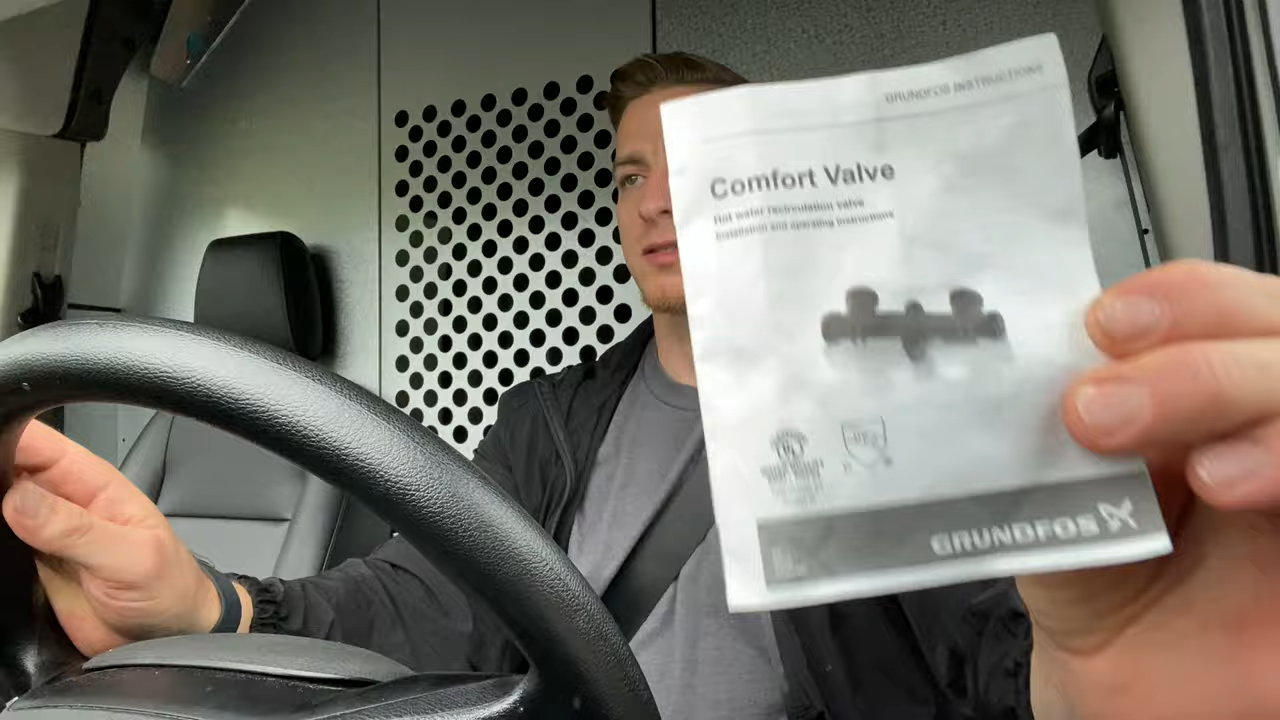 GRUNDFOS INSTRUCTIONS
Comfort Valve
Hot water recirculation valve
Installation and operating instructions
GRUNDFOS